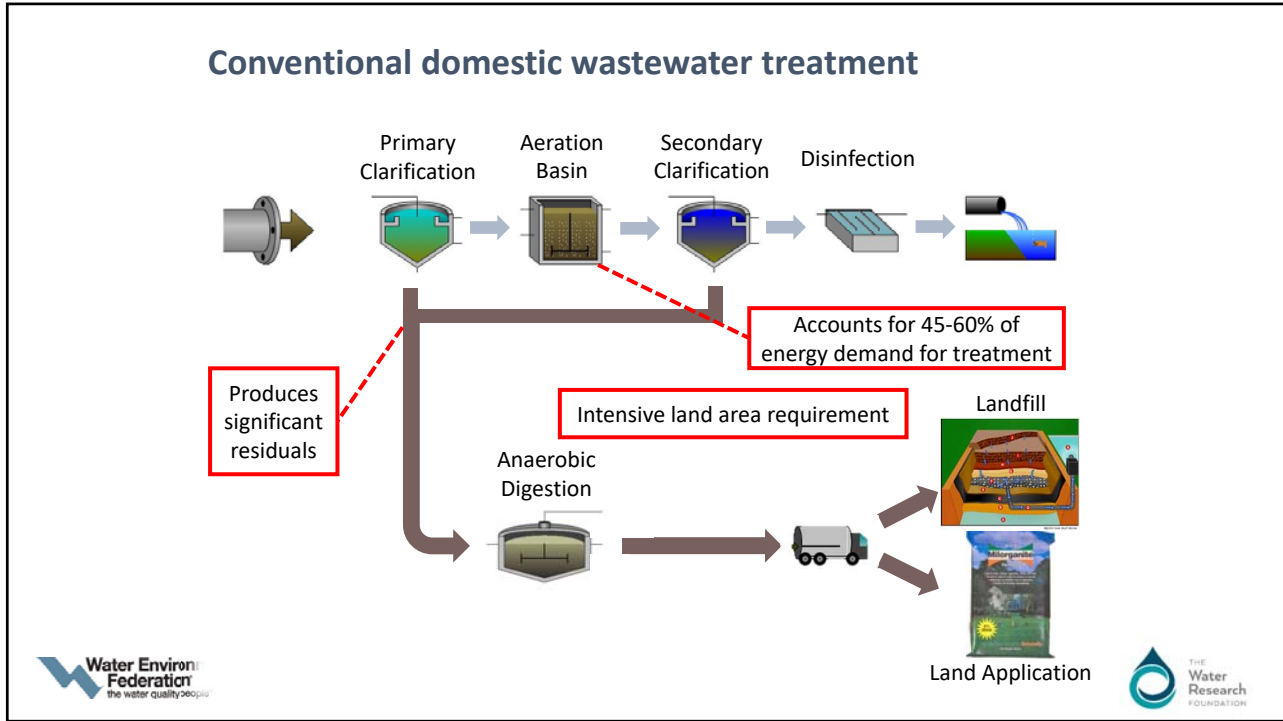 Conventional domestic wastewater treatment
Primary
Clarification
Aeration
Basin
Secondary
Clarification
Disinfection
Accounts for 45-60% of
energy demand for treatment
Produces
significant
residuals
Intensive land area requirement
Landfill
Anaerobic
Digestion
Milorganite
Land Application
Water Environ
Federation
the water quality people
THE
Water
Research
FOUNDATION